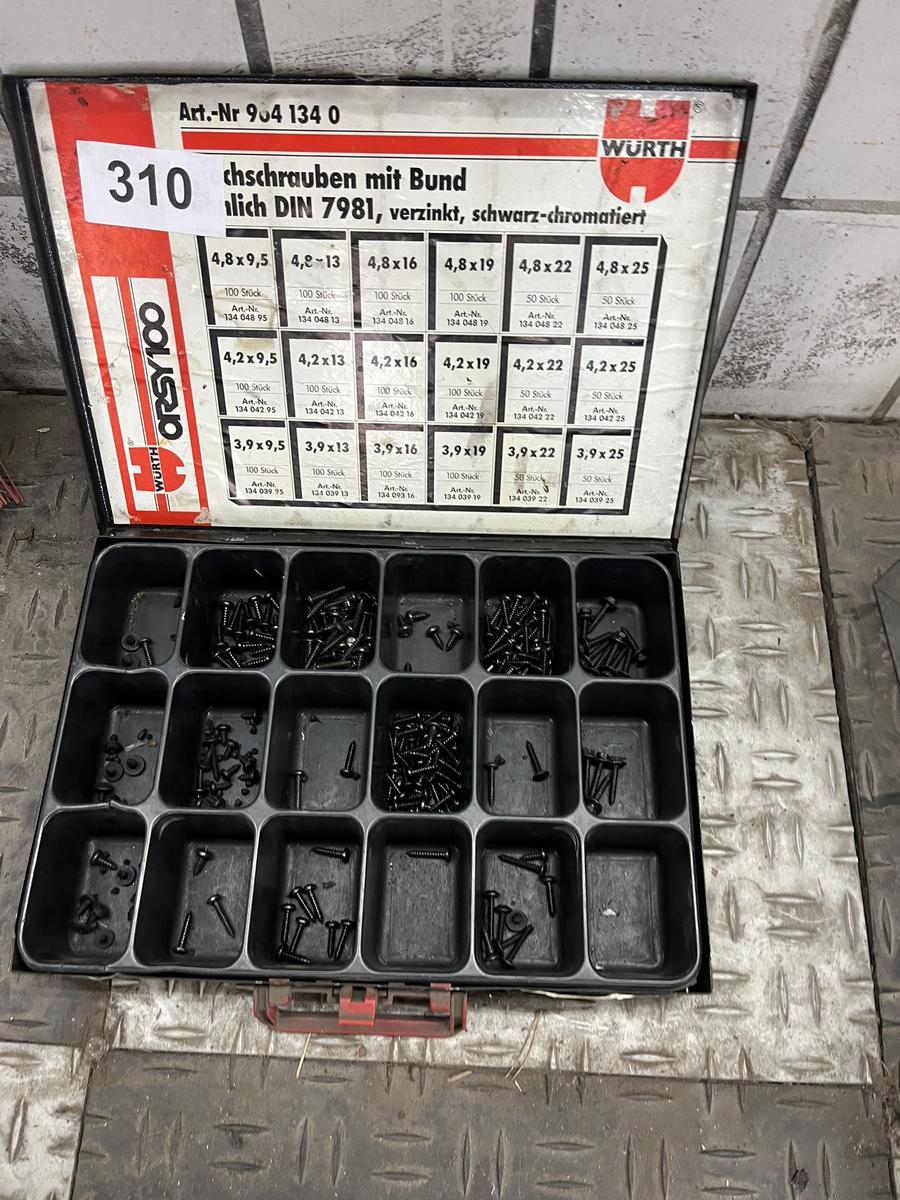 Art.-Nr 904 134 0
WÜRTH
®
310
chschrauben mit Bund
nlich DIN 7981, verzinkt, schwarz-chromatiert
4,8 x 9,5 4,8-13 4,8 x 16 4,8 x 19 4,8 x 22 4,8 x 25
100 Stück 100 Stück 100 Stück 100 Stück 50 Stück 50 Stück
Art.-Nr. Art.-Nr. Art.-Nr. Art.-Nr. Art.-Nr. Art.-Nr.
134 048 95 134 048 13 134 048 16 134 048 19 134 048 22 134 048 25
4,2 x 9,5 4,2 x 13 4,2 x 16 4,2 x 19 4,2 x 22 4,2 x 25
100 Stück 100 Stück 100 Stück 100 Stück 50 Stück 50 Stück
Art.-Nr. Art.-Nr. Art.-Nr. Art.-Nr. Art.-Nr. Art.-Nr.
134 042 95 134 042 13 134 042 16 134 042 19 134 042 22 134 042 25
3,9 x 9,5 3,9 x 13 3,9 x 16 3,9 x 19 3,9 x 22 3,9 x 25
100 Stück 100 Stück 100 Stück 100 Stück 50 Stück 50 Stück
Art.-Nr. Art.-Nr. Art.-Nr. Art.-Nr. Art.-Nr. Art.-Nr.
134 039 95 134 039 13 134 093 16 134 039 19 134 039 22 134 039 25
ORSY100
®
WÜRTH